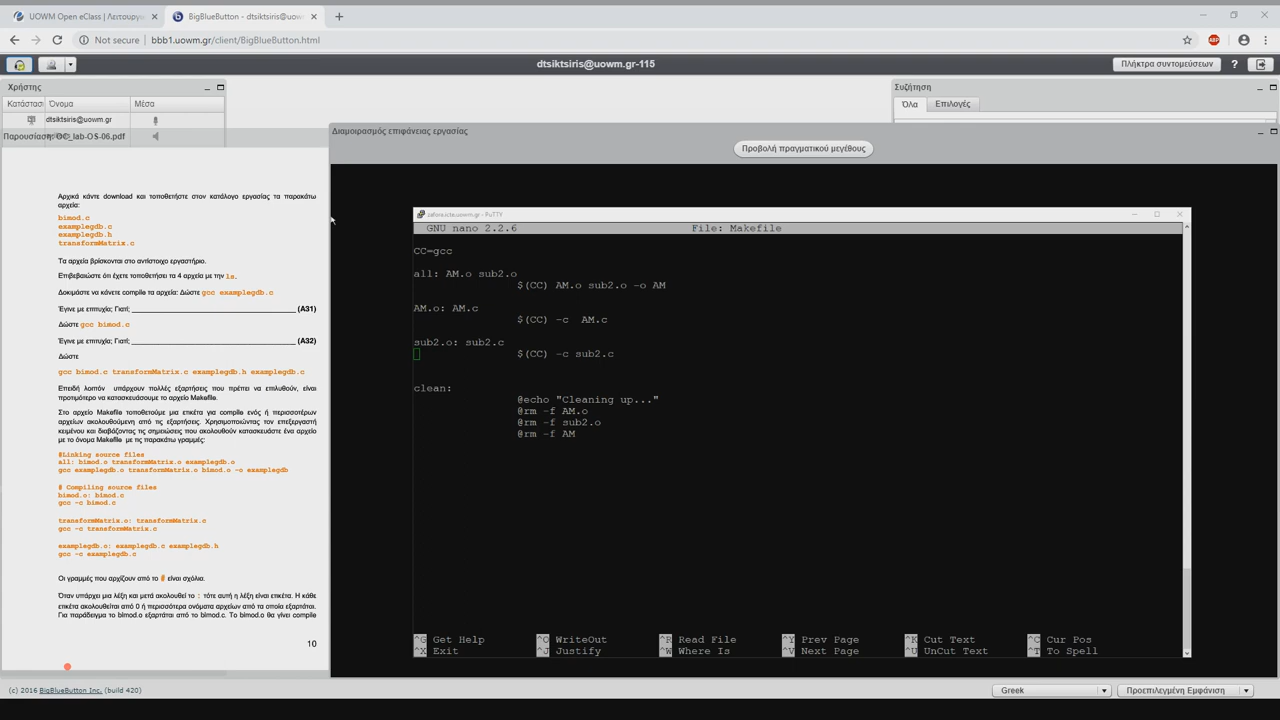 UOWM Open eClass | Λειτουργι
BigBlueButton - dtsiktsiris@uowm
Not secure
bbb1.uowm.gr/client/BigBlueButton.html
ABP
dtsiktsiris@uowm.gr-115
Πλήκτρα συντομεύσεων
?
Χρήστης
Κατάστασι Όνομα Μέσα
dtsiktsiris@uowm.gr
Παρουσίαση: GC_lab-OS-06.pdf
Συζήτηση
Όλα Επιλογές
Διαμοιρασμός επιφάνειας εργασίας
Προβολή πραγματικού μεγέθους
Αρχικά κάντε download και τοποθετήστε στον κατάλογο εργασίας τα παρακάτω
αρχεία:
bimod.c
examplegdb.c
examplegdb.h
transformMatrix.c
Τα αρχεία βρίσκονται στο αντίστοιχο εργαστήριο.
Επιβεβαιώστε ότι έχετε τοποθετήσει τα 4 αρχεία με την ls.
Δοκιμάστε να κάνετε compile τα αρχεία: Δώστε gcc examplegdb.c
Έγινε με επιτυχία; Γιατί; (A31)
Δώστε gcc bimod.c
Έγινε με επιτυχία; Γιατί; (A32)
Δώστε
gcc bimod.c transformMatrix.c examplegdb.h examplegdb.c
Επειδή λοιπόν υπάρχουν πολλές εξαρτήσεις που πρέπει να επιλυθούν, είναι
προτιμότερο να κατασκευάσουμε το αρχείο Makefile.
Στο αρχείο Makefile τοποθετούμε μια ετικέτα για compile ενός ή περισσοτέρων
αρχείων ακολουθούμενη από τις εξαρτήσεις. Χρησιμοποιώντας τον επεξεργαστή
κειμένου και διαβάζοντας τις σημειώσεις που ακολουθούν κατασκευάστε ένα αρχείο
με το όνομα Makefile με τις παρακάτω γραμμές:
#Linking source files
all: bimod.o transformMatrix.o examplegdb.o
gcc examplegdb.o transformMatrix.o bimod.o -o examplegdb
# Compiling source files
bimod.o: bimod.c
gcc -c bimod.c
transformMatrix.o: transformMatrix.c
gcc -c transformMatrix.c
examplegdb.o: examplegdb.c examplegdb.h
gcc -c examplegdb.c
Οι γραμμές που αρχίζουν από το # είναι σχόλια.
Όταν υπάρχει μια λέξη και μετά ακολουθεί το : τότε αυτή η λέξη είναι ετικέτα. Η κάθε
ετικέτα ακολουθείται από 0 ή περισσότερα ονόματα αρχείων από τα οποία εξαρτάται.
Για παράδειγμα το bimod.o εξαρτάται από το bimod.c. Το bimod.o θα γίνει compile
10
zafora.icte.uowm.gr - PuTTY
GNU nano 2.2.6 File: Makefile
CC=gcc
all: AM.o sub2.o
$(CC) AM.o sub2.o -o AM
AM.o: AM.c
$(CC) -c  AM.c
sub2.o: sub2.c
$(CC) -c sub2.c
clean:
@echo "Cleaning up..."
@rm -f AM.o
@rm -f sub2.o
@rm -f AM
^G Get Help ^O WriteOut ^R Read File ^Y Prev Page ^K Cut Text ^C Cur Pos
^X Exit ^J Justify ^W Where Is ^V Next Page ^U UnCut Text ^T To Spell
(c) 2016 BigBlueButton Inc. (build 420)
Greek
Προεπιλεγμένη Εμφάνιση